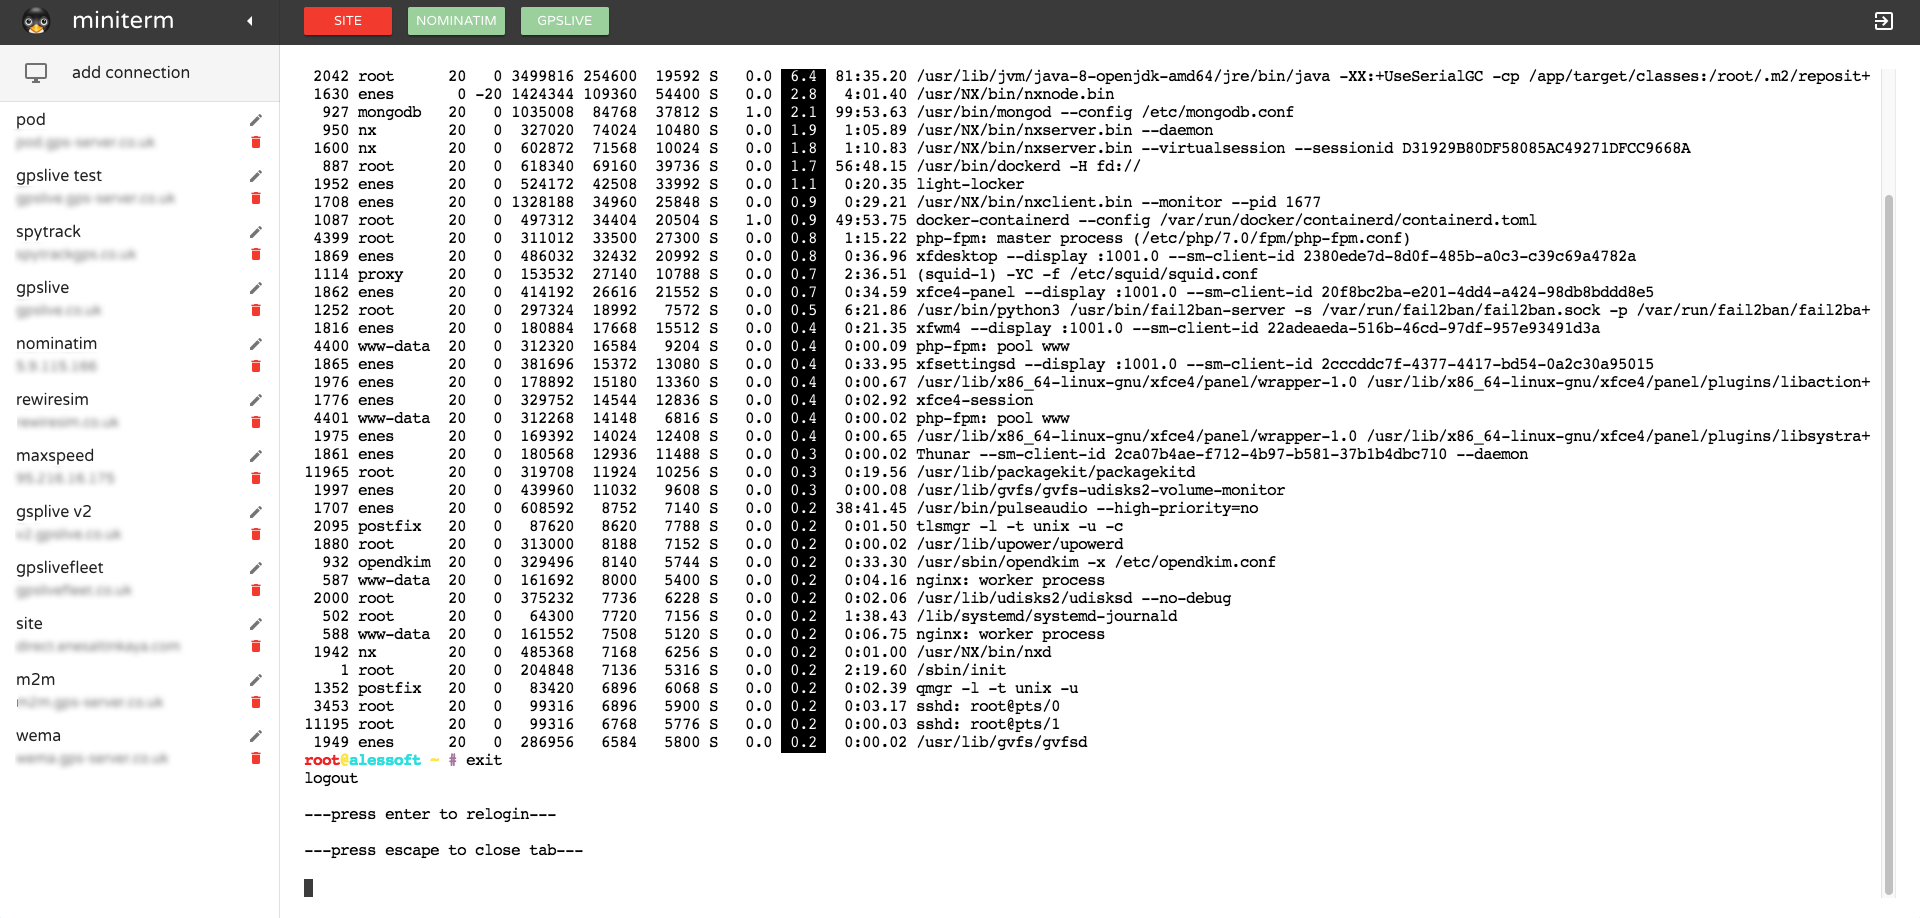 miniterm
SITE
NOMINATIM
GPSLIVE
add connection
pod
pod.gps-server.co.uk
gpslive test
gpslive.gps-server.co.uk
spytrack
spytrackgps.co.uk
gpslive
gpslive.co.uk
nominatim
rewiresim
rewiresim.co.uk
maxspeed
gsplive v2
v2.gpslive.co.uk
gpslivefleet
gpslivefleet.co.uk
site
m2m
m2m.gps-server.co.uk
wema
wema.gps-server.co.uk
2042 root 20 0 3499816 254600 19592 S 0.0 6.4 81:35.20 /usr/lib/jvm/java-8-openjdk-amd64/jre/bin/java -XX:+UseSerialGC -cp /app/target/classes:/root/.m2/reposit+
1630 enes 0 -20 1424344 109360 54400 S 0.0 2.8 4:01.40 /usr/NX/bin/nxnode.bin
927 mongodb 20 0 1035008 84768 37812 S 1.0 2.1 99:53.63 /usr/bin/mongod --config /etc/mongodb.conf
950 nx 20 0 327020 74024 10480 S 0.0 1.9 1:05.89 /usr/NX/bin/nxserver.bin --daemon
1600 nx 20 0 602872 71568 10024 S 0.0 1.8 1:10.83 /usr/NX/bin/nxserver.bin --virtualsession --sessionid D31929B80DF58085AC49271DFCC9668A
887 root 20 0 618340 69160 39736 S 0.0 1.7 56:48.15 /usr/bin/dockerd -H fd://
1952 enes 20 0 524172 42508 33992 S 0.0 1.1 0:20.35 light-locker
1708 enes 20 0 1328188 34960 25848 S 0.0 0.9 0:29.21 /usr/NX/bin/nxclient.bin --monitor --pid 1677
1087 root 20 0 497312 34404 20504 S 1.0 0.9 49:53.75 docker-containerd --config /var/run/docker/containerd/containerd.toml
4399 root 20 0 311012 33500 27300 S 0.0 0.8 1:15.22 php-fpm: master process (/etc/php/7.0/fpm/php-fpm.conf)
1869 enes 20 0 486032 32432 20992 S 0.0 0.8 0:36.96 xfdesktop --display :1001.0 --sm-client-id 2380ede7d-8d0f-485b-a0c3-c39c69a4782a
1114 proxy 20 0 153532 27140 10788 S 0.0 0.7 2:36.51 (squid-1) -YC -f /etc/squid/squid.conf
1862 enes 20 0 414192 26616 21552 S 0.0 0.7 0:34.59 xfce4-panel --display :1001.0 --sm-client-id 20f8bc2ba-e201-4dd4-a424-98db8bddd8e5
1252 root 20 0 297324 18992 7572 S 0.0 0.5 6:21.86 /usr/bin/python3 /usr/bin/fail2ban-server -s /var/run/fail2ban/fail2ban.sock -p /var/run/fail2ban/fail2ba+
1816 enes 20 0 180884 17668 15512 S 0.0 0.4 0:21.35 xfwm4 --display :1001.0 --sm-client-id 22adeaeda-516b-46cd-97df-957e93491d3a
4400 www-data 20 0 312320 16584 9204 S 0.0 0.4 0:00.09 php-fpm: pool www
1865 enes 20 0 381696 15372 13080 S 0.0 0.4 0:33.95 xfsettingsd --display :1001.0 --sm-client-id 2cccddc7f-4377-4417-bd54-0a2c30a95015
1976 enes 20 0 178892 15180 13360 S 0.0 0.4 0:00.67 /usr/lib/x86_64-linux-gnu/xfce4/panel/wrapper-1.0 /usr/lib/x86_64-linux-gnu/xfce4/panel/plugins/libaction+
1776 enes 20 0 329752 14544 12836 S 0.0 0.4 0:02.92 xfce4-session
4401 www-data 20 0 312268 14148 6816 S 0.0 0.4 0:00.02 php-fpm: pool www
1975 enes 20 0 169392 14024 12408 S 0.0 0.4 0:00.65 /usr/lib/x86_64-linux-gnu/xfce4/panel/wrapper-1.0 /usr/lib/x86_64-linux-gnu/xfce4/panel/plugins/libsystra+
1861 enes 20 0 180568 12936 11488 S 0.0 0.3 0:00.02 Thunar --sm-client-id 2ca07b4ae-f712-4b97-b581-37b1b4dbc710 --daemon
11965 root 20 0 319708 11924 10256 S 0.0 0.3 0:19.56 /usr/lib/packagekit/packagekitd
1997 enes 20 0 439960 11032 9608 S 0.0 0.3 0:00.08 /usr/lib/gvfs/gvfs-udisks2-volume-monitor
1707 enes 20 0 608592 8752 7140 S 0.0 0.2 38:41.45 /usr/bin/pulseaudio --high-priority=no
2095 postfix 20 0 87620 8620 7788 S 0.0 0.2 0:01.50 tlsmgr -l -t unix -u -c
1880 root 20 0 313000 8188 7152 S 0.0 0.2 0:00.02 /usr/lib/upower/upowerd
932 opendkim 20 0 329496 8140 5744 S 0.0 0.2 0:33.30 /usr/sbin/opendkim -x /etc/opendkim.conf
587 www-data 20 0 161692 8000 5400 S 0.0 0.2 0:04.16 nginx: worker process
2000 root 20 0 375232 7736 6228 S 0.0 0.2 0:02.06 /usr/lib/udisks2/udisksd --no-debug
502 root 20 0 64300 7720 7156 S 0.0 0.2 1:38.43 /lib/systemd/systemd-journald
588 www-data 20 0 161552 7508 5120 S 0.0 0.2 0:06.75 nginx: worker process
1942 nx 20 0 485368 7168 6256 S 0.0 0.2 0:01.00 /usr/NX/bin/nxd
1 root 20 0 204848 7136 5316 S 0.0 0.2 2:19.60 /sbin/init
1352 postfix 20 0 83420 6896 6068 S 0.0 0.2 0:02.39 qmgr -l -t unix -u
3453 root 20 0 99316 6896 5900 S 0.0 0.2 0:03.17 sshd: root@pts/0
11195 root 20 0 99316 6768 5776 S 0.0 0.2 0:00.03 sshd: root@pts/1
1949 enes 20 0 286956 6584 5800 S 0.0 0.2 0:00.02 /usr/lib/gvfs/gvfsd
root@alessoft ~ # exit
logout
---press enter to relogin---
---press escape to close tab---